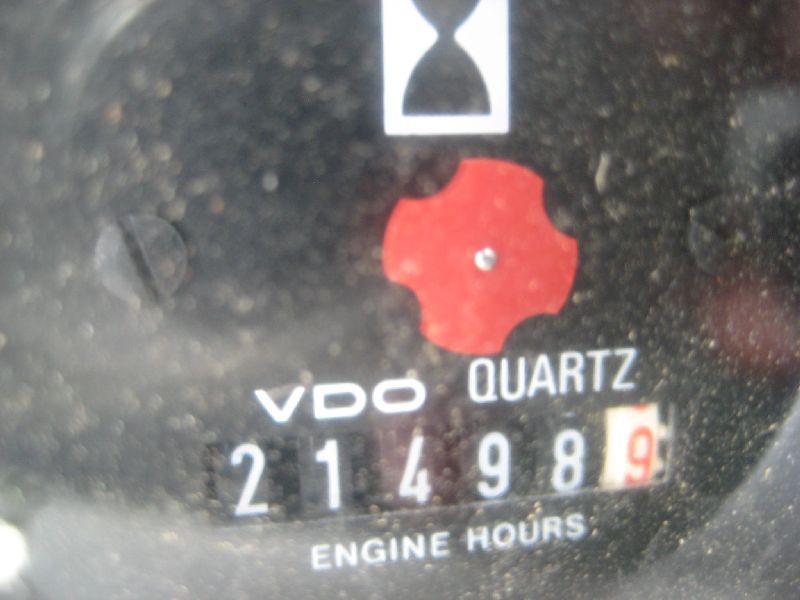 VDO QUARTZ
214989
ENGINE HOURS